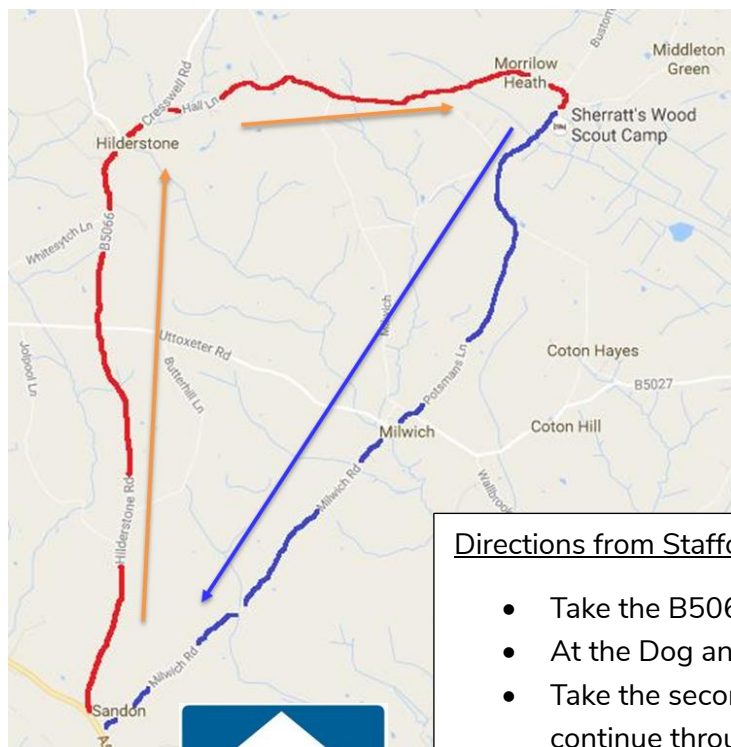 Bustom
Middleton
Green
Morrilow
Heath
Cresswell Rd
Hall Ln
Sherratt's Wood
Scout Camp
Hilderstone
B5066
Whitesytch Ln
Uttoxeter Rd
Milwich
Jolpool Ln
Butterhill Ln
Potsmans Ln
Coton Hayes
B5027
Milwich
Coton Hill
Milwich Rd
Wallbrook
Hilderstone Rd
Directions from Staffo
• Take the B506
• At the Dog an
Milwich Rd
• Take the secon
continue throu
Sandon